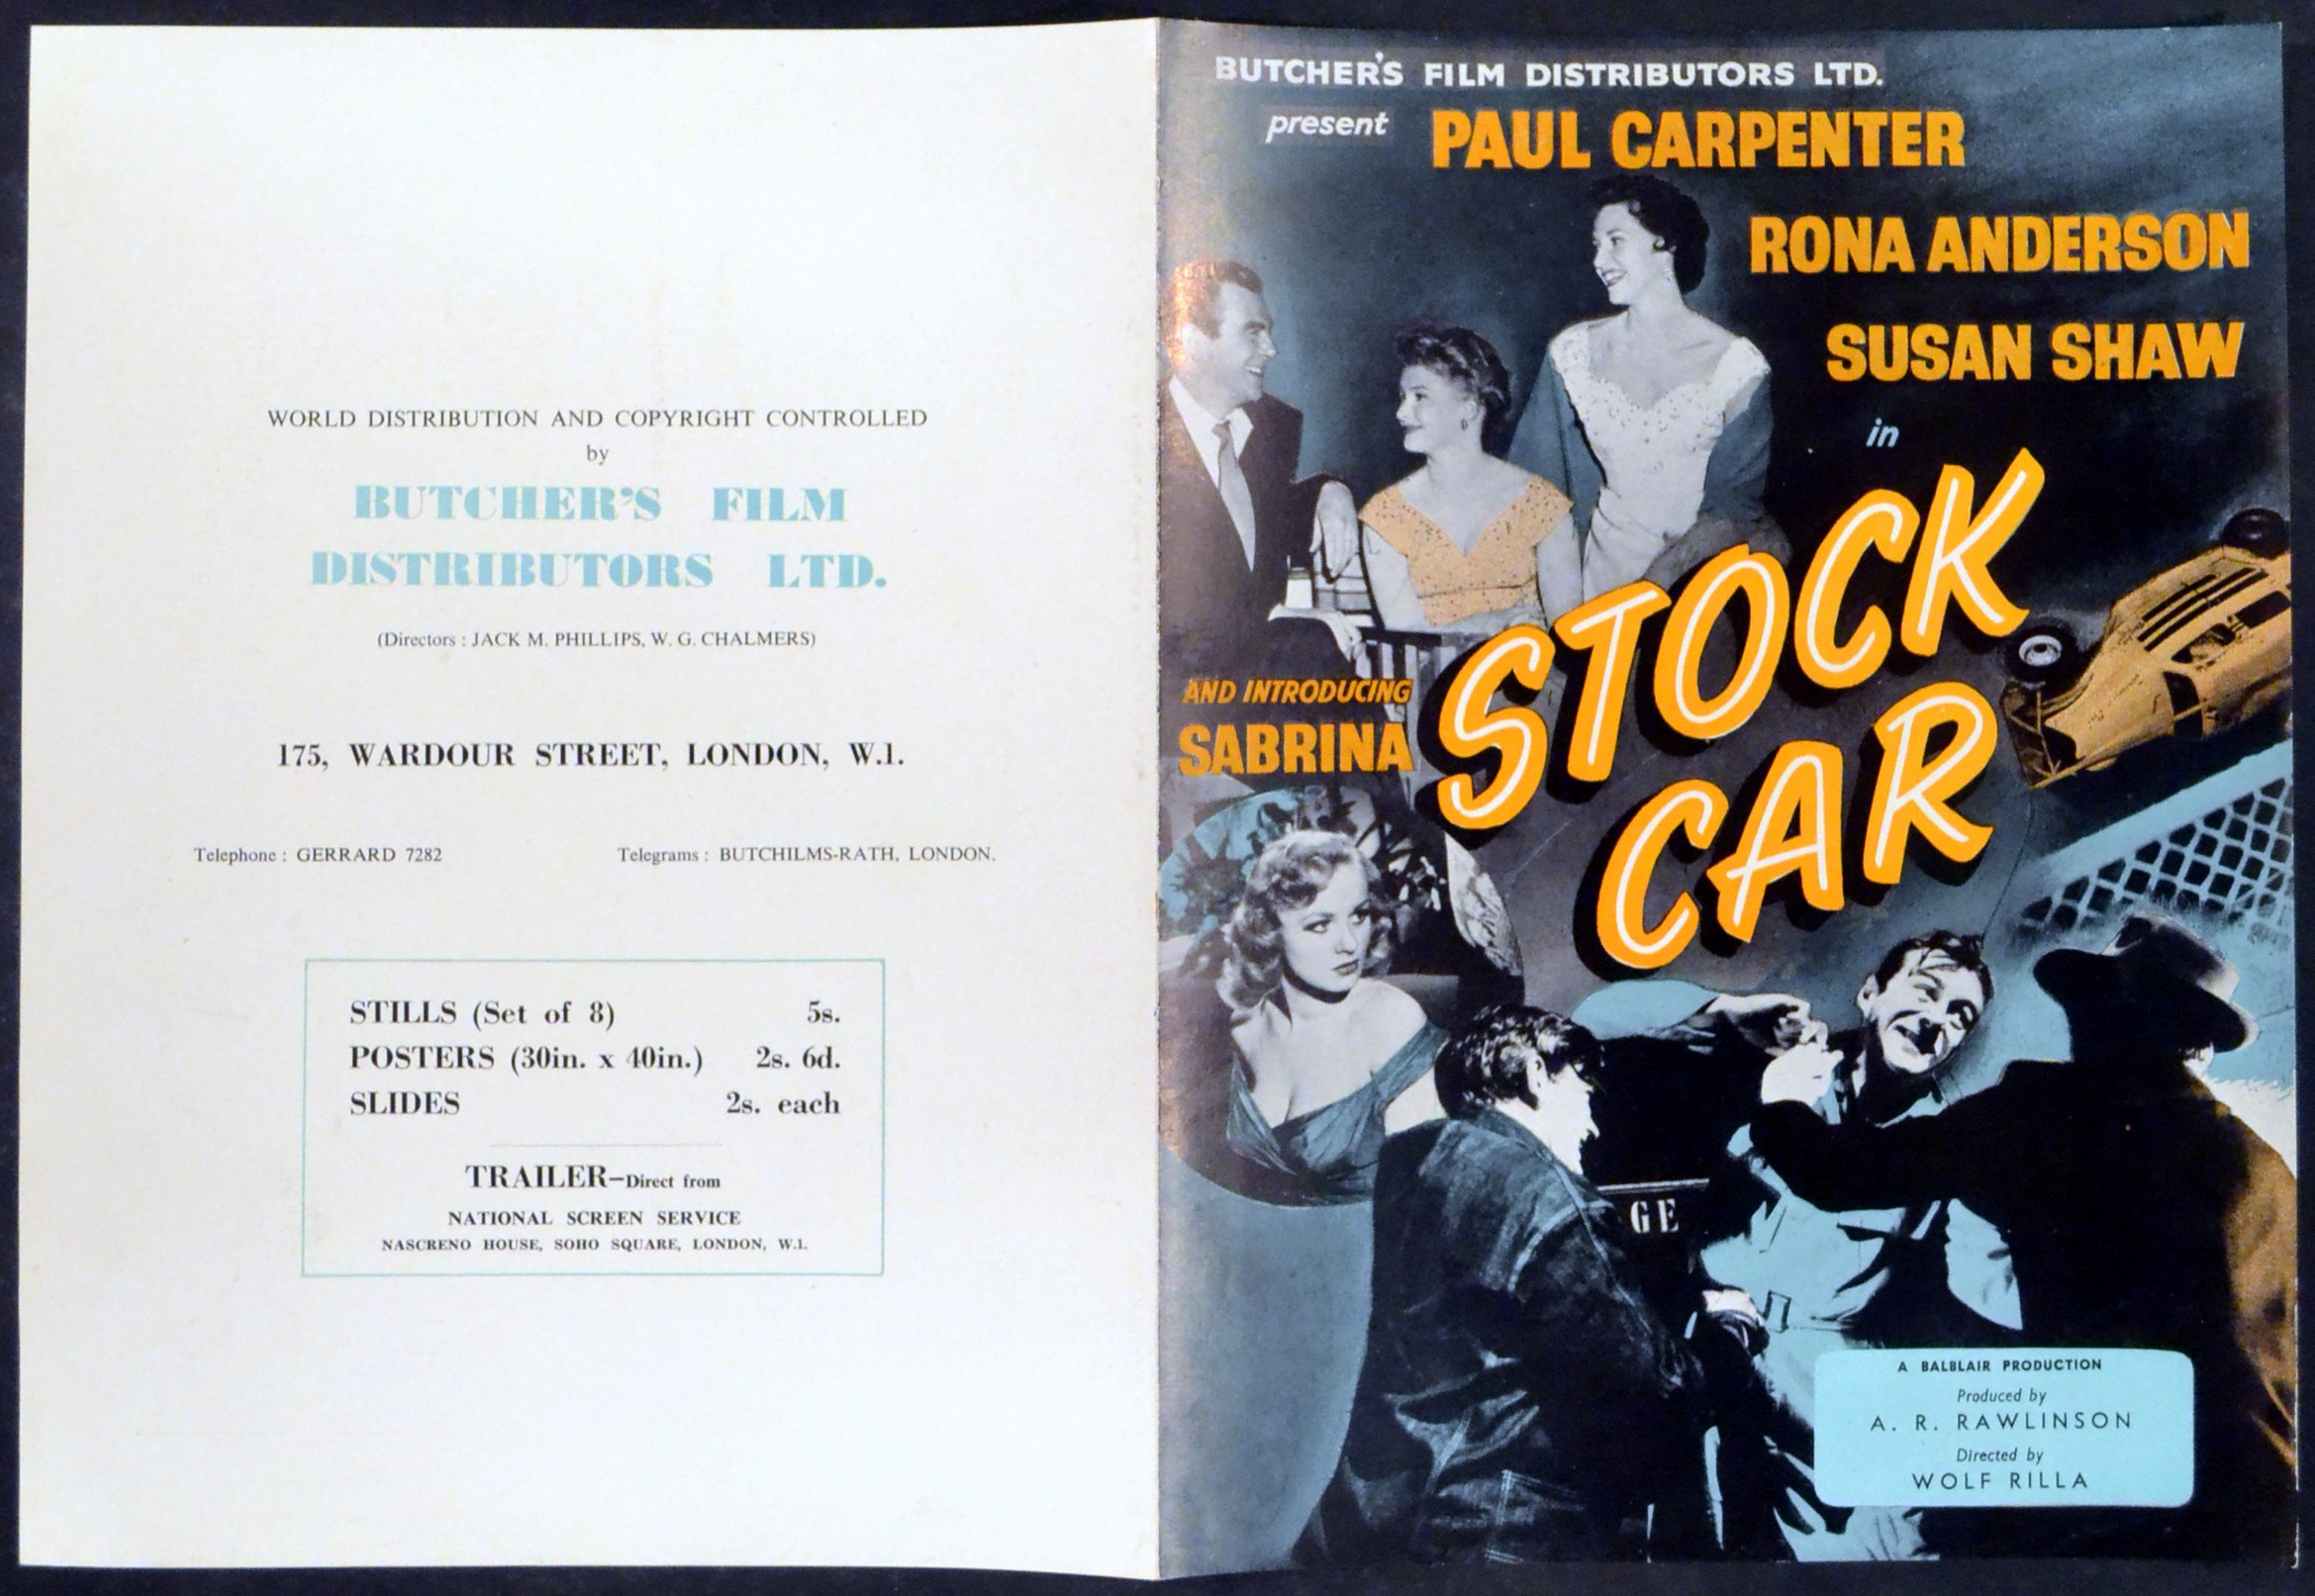 WORLD DISTRIBUTION AND COPYRIGHT CONTROLLED
by
BUTCHER'S FILM
DISTRIBUTORS LTD.
(Directors : JACK M. PHILLIPS, W. G. CHALMERS)
175, WARDOUR STREET, LONDON, W.1.
Telephone : GERRARD 7282 Telegrams : BUTCHILMS-RATH, LONDON.
STILLS (Set of 8) 5s.
POSTERS (30in. x 40in.) 2s. 6d.
SLIDES 2s. each
TRAILER—Direct from
NATIONAL SCREEN SERVICE
NASCRENO HOUSE, SOHO SQUARE, LONDON, W.1.
BUTCHER'S FILM DISTRIBUTORS LTD.
present PAUL CARPENTER
RONA ANDERSON
SUSAN SHAW
in
STOCK
CAR
AND INTRODUCING
SABRINA
GE
A BALBLAIR PRODUCTION
Produced by
A. R. RAWLINSON
Directed by
WOLF RILLA